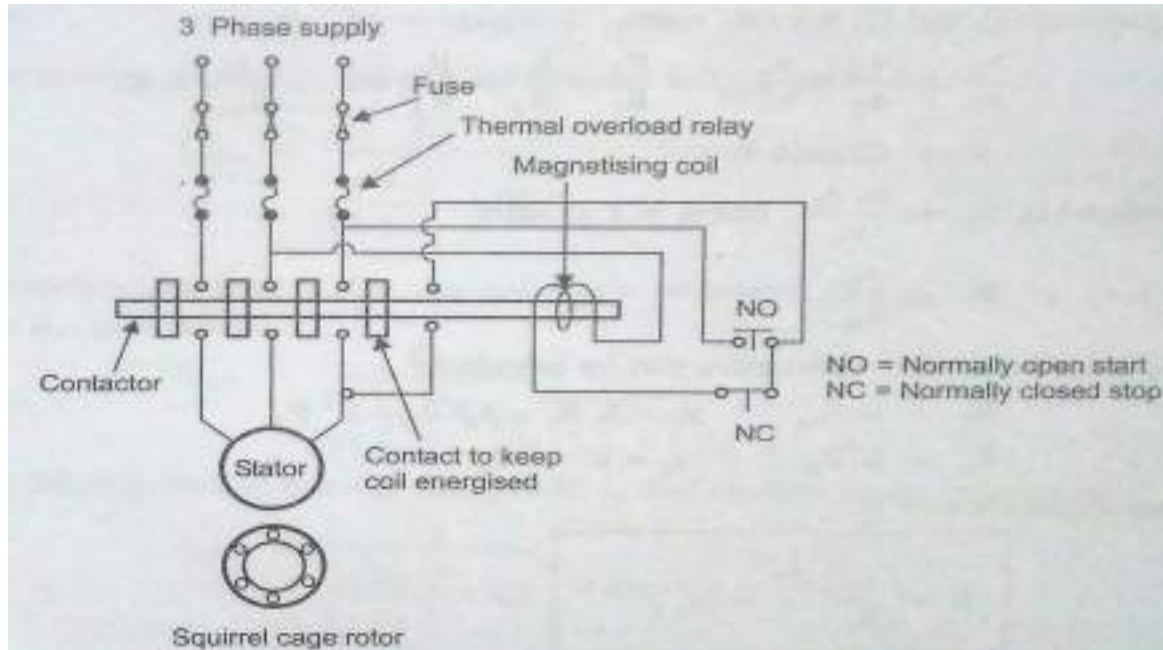 3 Phase supply
Fuse
Thermal overload relay
Magnetising coil
NO
NO = Normally open start
NC = Normally closed stop
Contactor
NC
Stator
Contact to keep
coil energised
Squirrel cage rotor